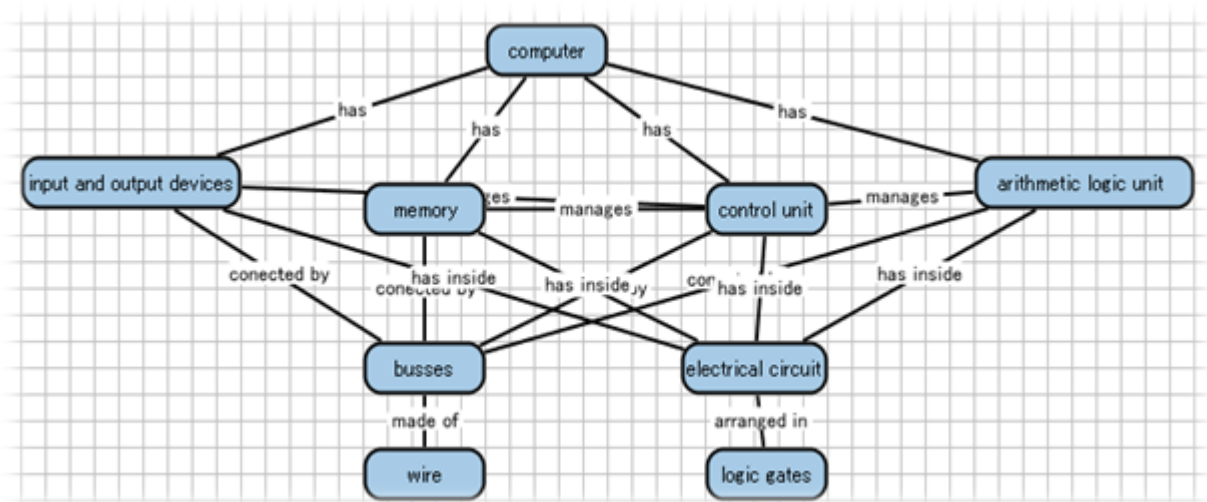 computer
has
has
has
has
input and output devices
memory
control unit
arithmetic logic unit
manages
manages
conected by
has inside
has inside
has inside
has inside
busses
electrical circuit
made of
arranged in
wire
logic gates